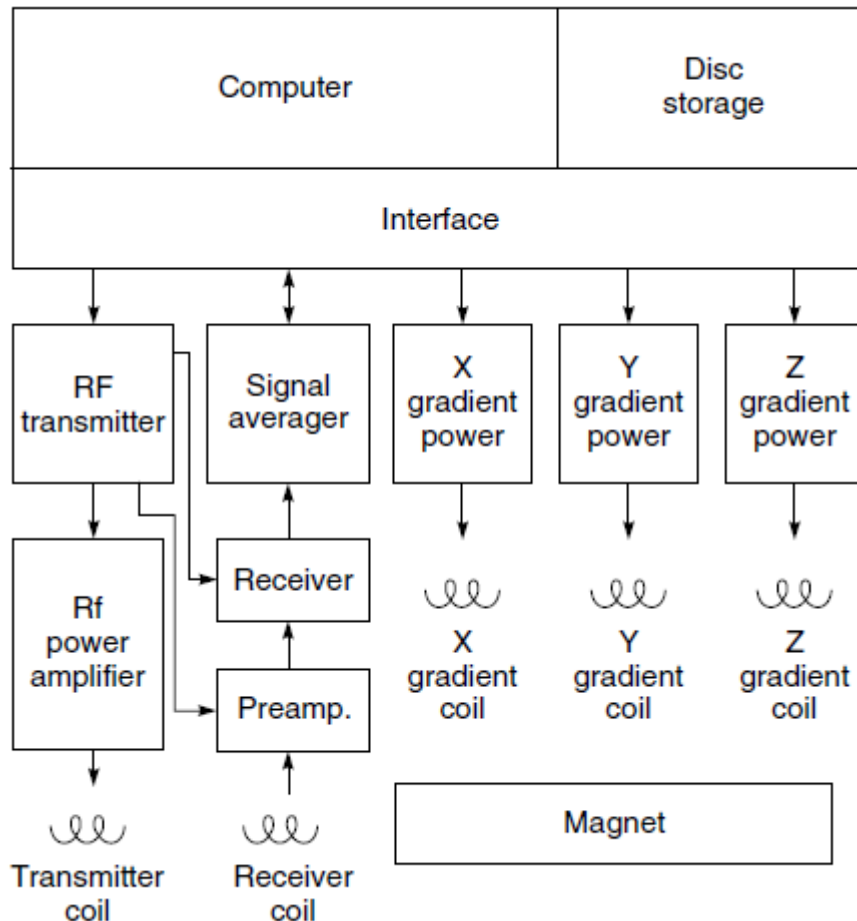 Computer
Disc
storage
Interface
RF
transmitter
Signal
averager
X
gradient
power
Y
gradient
power
Z
gradient
power
Rf
power
amplifier
Receiver
Preamp.
X
gradient
coil
Y
gradient
coil
Z
gradient
coil
Magnet
Transmitter
coil
Receiver
coil